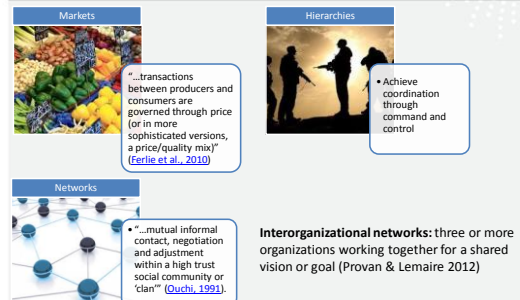 Markets
"...transactions
between producers and
consumers are
governed through price
(or in more
sophisticated versions,
a price/quality mix)"
(Ferlie et al., 2010)
Hierarchies
• Achieve
coordination
through
command and
control
Networks
• "...mutual informal
contact, negotiation
and adjustment
within a high trust
social community or
'clan'" (Ouchi, 1991).
Interorganizational networks: three or more
organizations working together for a shared
vision or goal (Provan & Lemaire 2012)